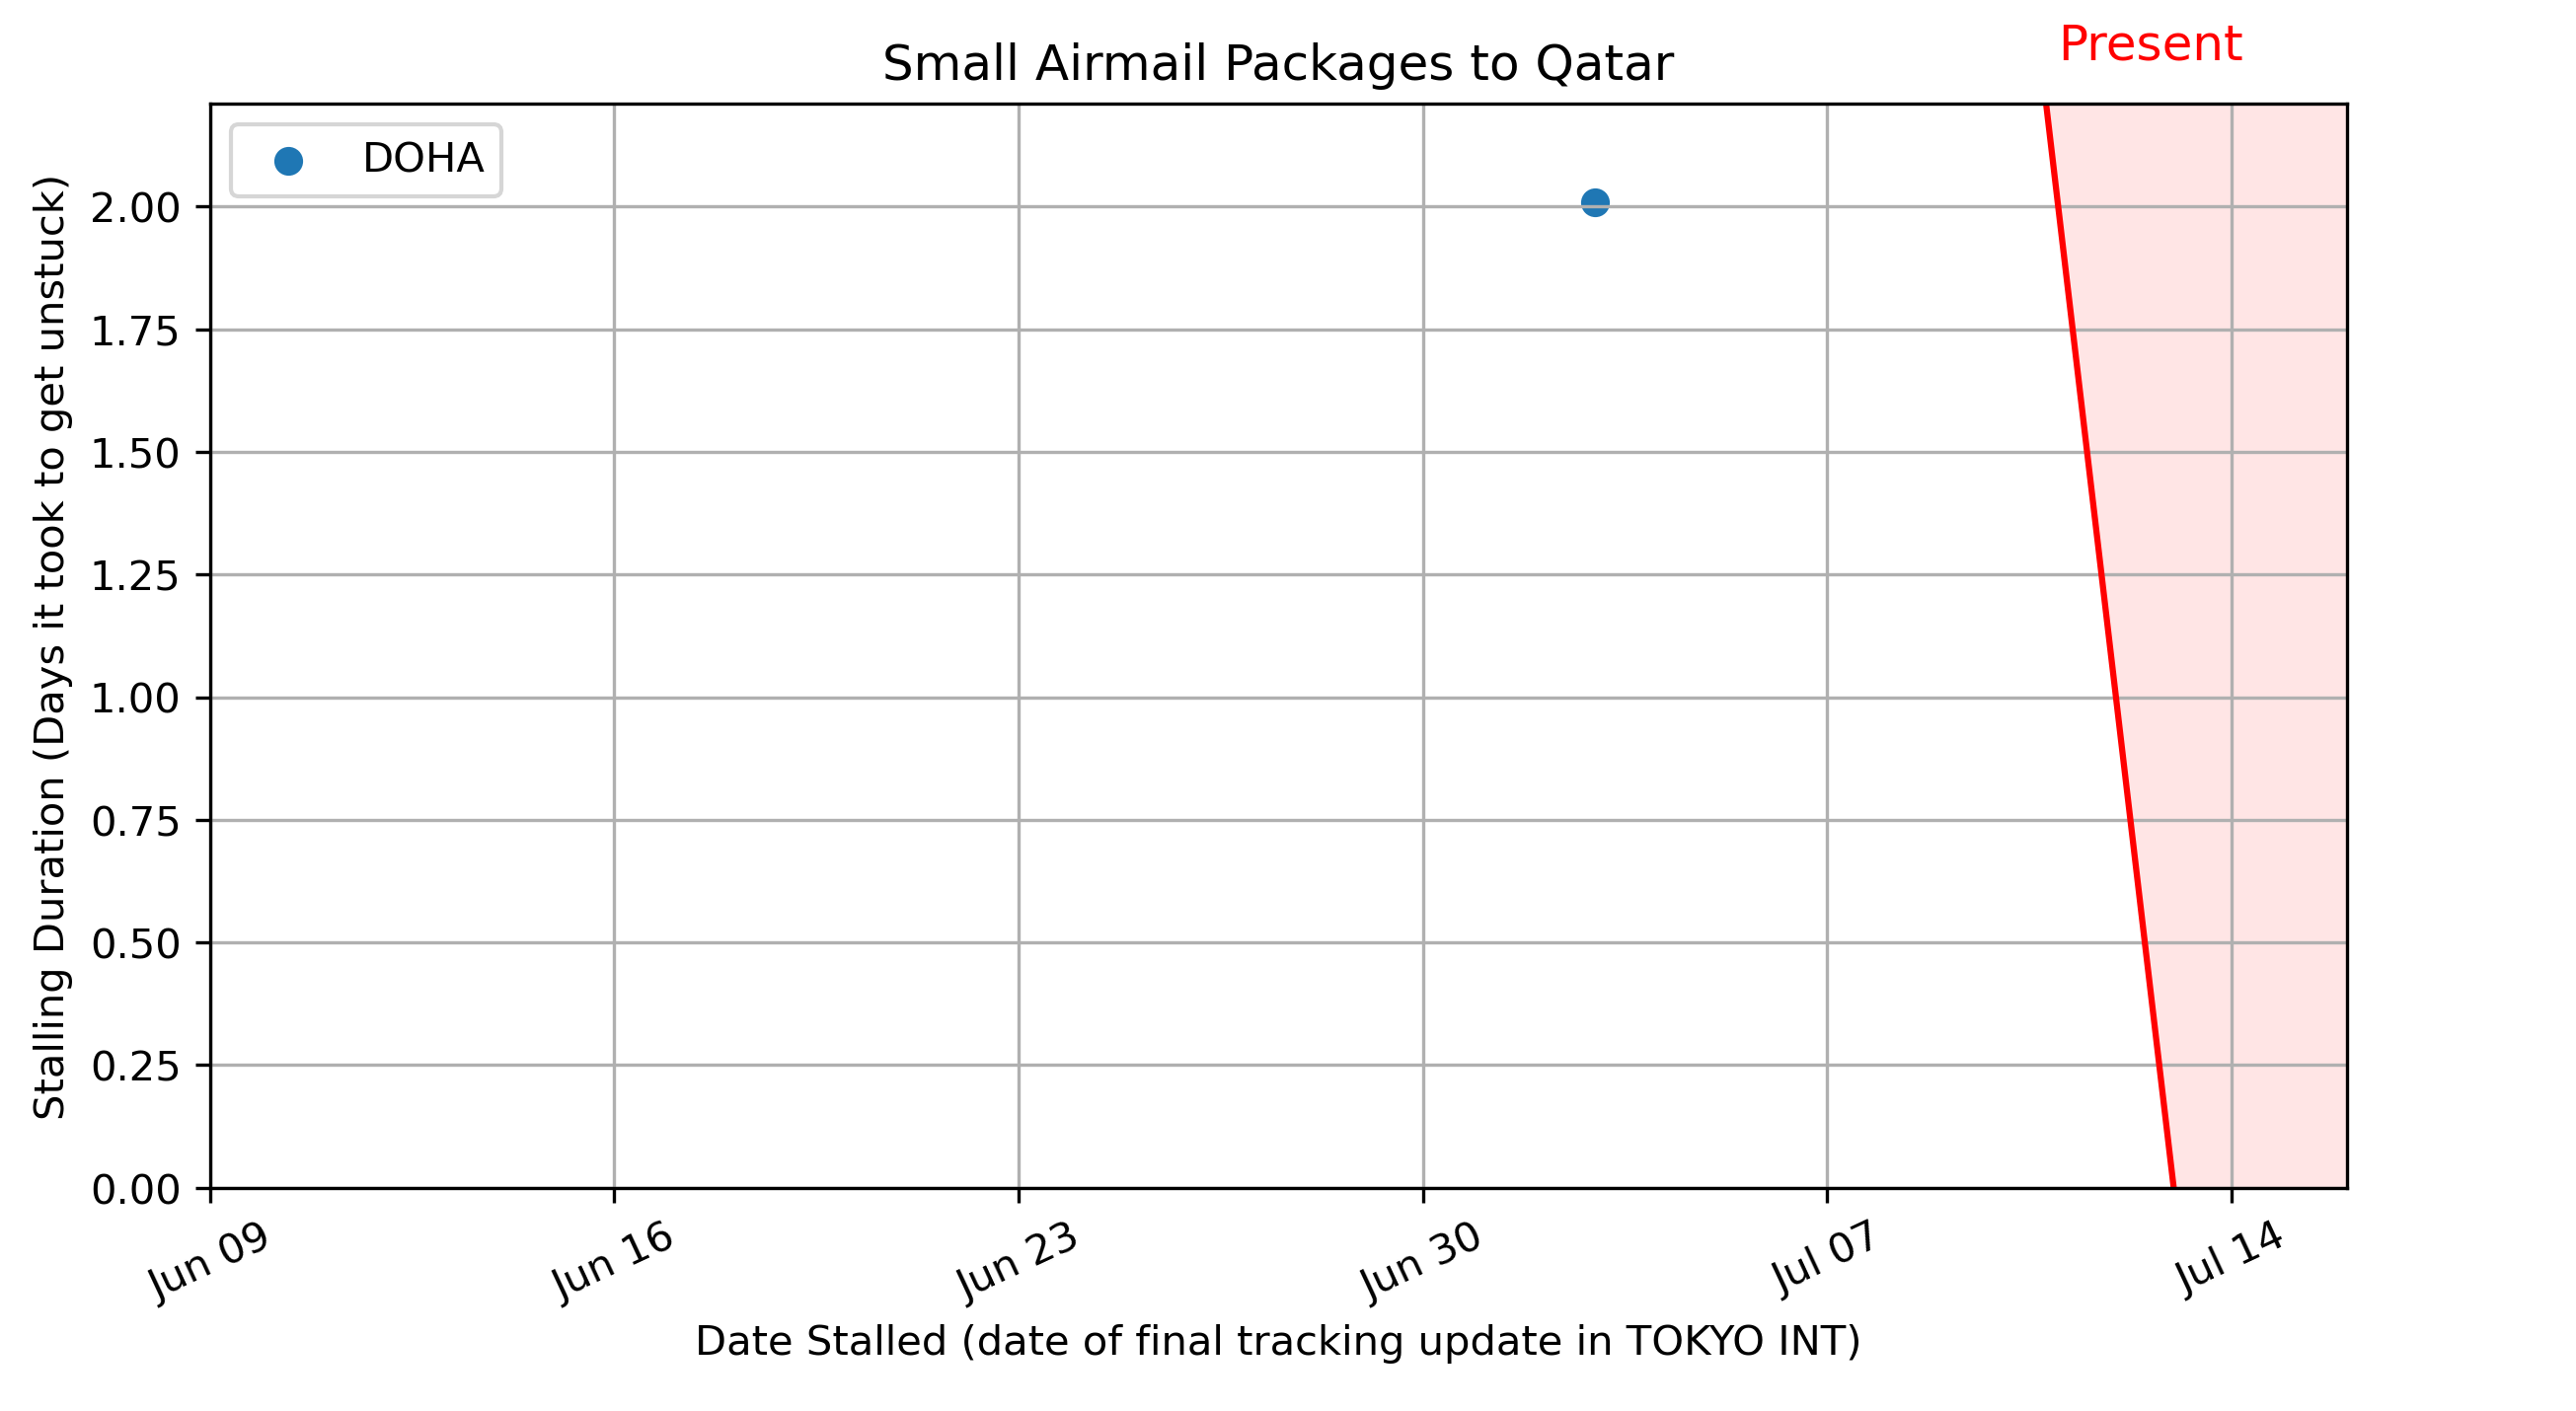 Present
Small Airmail Packages to Qatar
DOHA
Stalling Duration (Days it took to get unstuck)
2.00
1.75
1.50
1.25
1.00
0.75
0.50
0.25
0.00
Jun 09
Jun 16
Jun 23
Jun 30
Jul 07
Jul 14
Date Stalled (date of final tracking update in TOKYO INT)